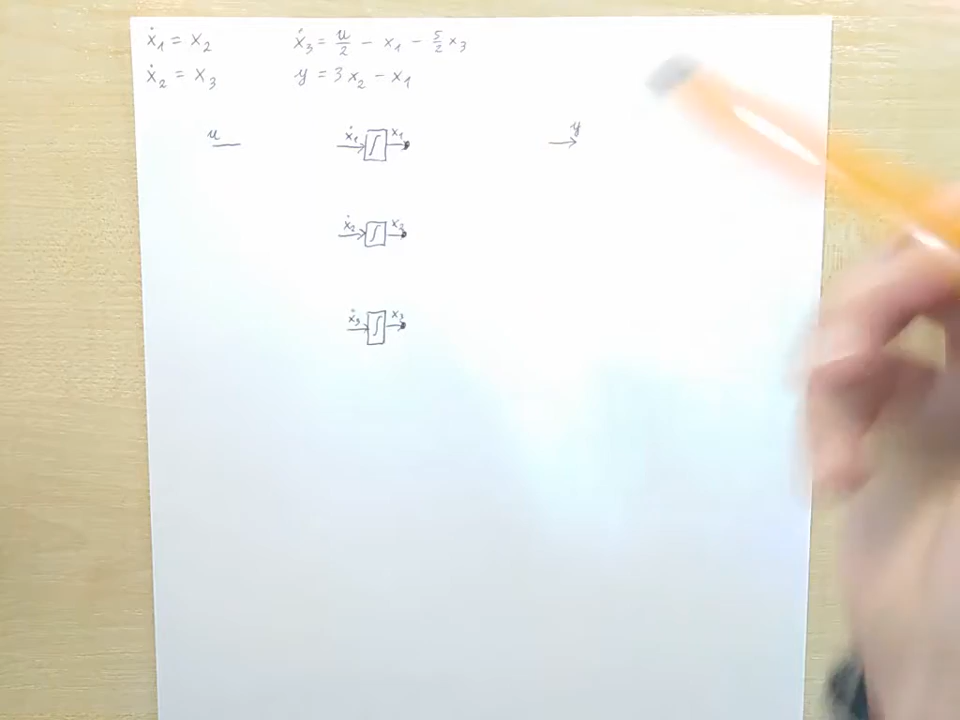 ẋ₁ = x₂
ẋ₂ = x₃
ẋ₃ = u/2 − x₁ − 5/2 x₃
y = 3x₂ − x₁
u
ẋ₁ ∫ x₁
y
ẋ₂ ∫ x₂
ẋ₃ ∫ x₃